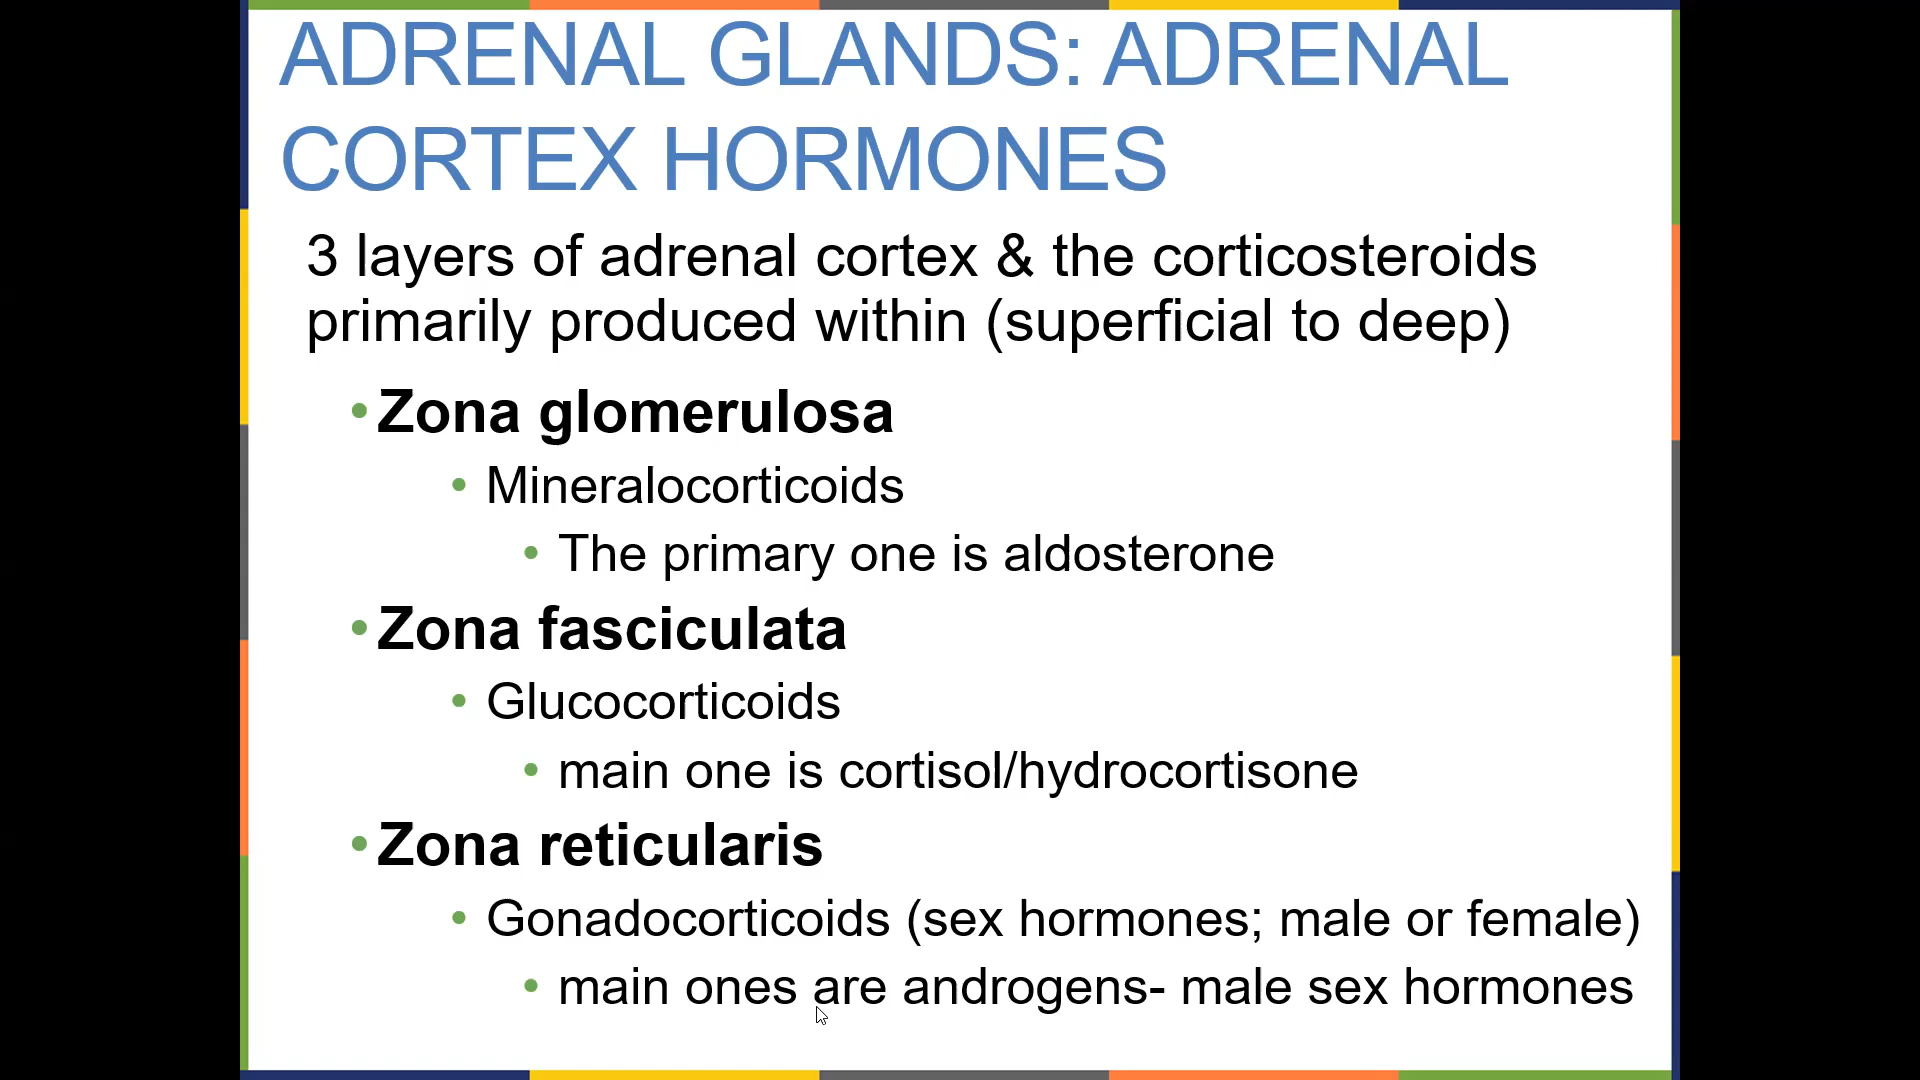 ADRENAL GLANDS: ADRENAL
CORTEX HORMONES
3 layers of adrenal cortex & the corticosteroids
primarily produced within (superficial to deep)
•Zona glomerulosa
• Mineralocorticoids
• The primary one is aldosterone
•Zona fasciculata
• Glucocorticoids
• main one is cortisol/hydrocortisone
•Zona reticularis
• Gonadocorticoids (sex hormones; male or female)
• main ones are androgens- male sex hormones